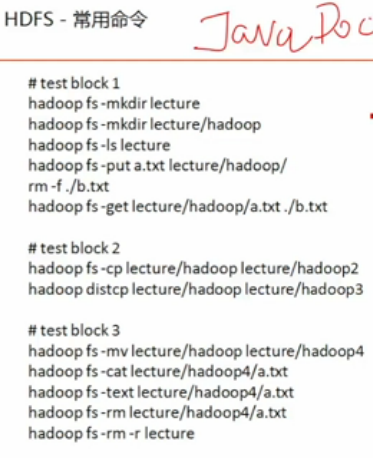 HDFS - 常用命令
# test block 1
hadoop fs -mkdir lecture
hadoop fs -mkdir lecture/hadoop
hadoop fs -ls lecture
hadoop fs -put a.txt lecture/hadoop/
rm -f ./b.txt
hadoop fs -get lecture/hadoop/a.txt ./b.txt
# test block 2
hadoop fs -cp lecture/hadoop lecture/hadoop2
hadoop distcp lecture/hadoop lecture/hadoop3
# test block 3
hadoop fs -mv lecture/hadoop lecture/hadoop4
hadoop fs -cat lecture/hadoop4/a.txt
hadoop fs -text lecture/hadoop4/a.txt
hadoop fs -rm lecture/hadoop4/a.txt
hadoop fs -rm -r lecture